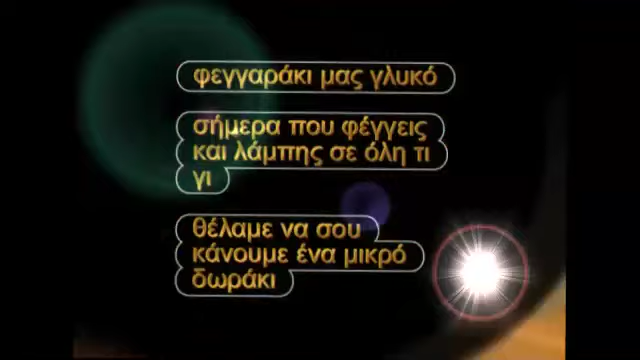 φεγγαράκι μας γλυκό
σήμερα που φέγγεις
και λάμπης σε όλη τι
γι
θέλαμε να σου
κάνουμε ένα μικρό
δωράκι